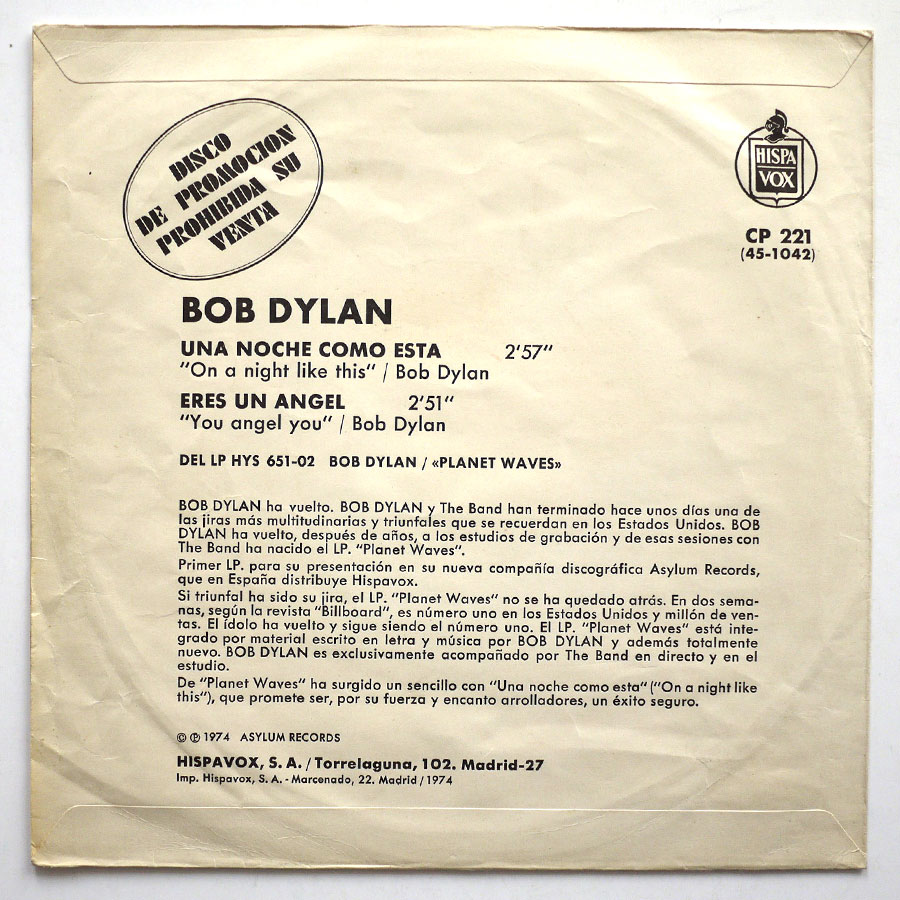 DISCO
DE PROMOCION
PROHIBIDA SU
VENTA
HISPA
VOX
CP 221
(45-1042)
BOB DYLAN
UNA NOCHE COMO ESTA 2'57"
"On a night like this" / Bob Dylan
ERES UN ANGEL 2'51"
"You angel you" / Bob Dylan
DEL LP HYS 651-02 BOB DYLAN / «PLANET WAVES»
BOB DYLAN ha vuelto. BOB DYLAN y The Band han terminado hace unos días una de
las jiras más multitudinarias y triunfales que se recuerdan en los Estados Unidos. BOB
DYLAN ha vuelto, después de años, a los estudios de grabación y de esas sesiones con
The Band ha nacido el LP. "Planet Waves".
Primer LP. para su presentación en su nueva compañía discográfica Asylum Records,
que en España distribuye Hispavox.
Si triunfal ha sido su jira, el LP. "Planet Waves" no se ha quedado atrás. En dos sema-
nas, según la revista "Billboard", es número uno en los Estados Unidos y millón de ven-
tas. El ídolo ha vuelto y sigue siendo el número uno. El LP. "Planet Waves" está inte-
grado por material escrito en letra y música por BOB DYLAN y además totalmente
nuevo. BOB DYLAN es exclusivamente acompañado por The Band en directo y en el
estudio.
De "Planet Waves" ha surgido un sencillo con "Una noche como esta" ("On a night like
this"), que promete ser, por su fuerza y encanto arrolladores, un éxito seguro.
© ℗ 1974 ASYLUM RECORDS
HISPAVOX, S. A. / Torrelaguna, 102. Madrid-27
Imp. Hispavox, S. A. - Marcenado, 22. Madrid / 1974